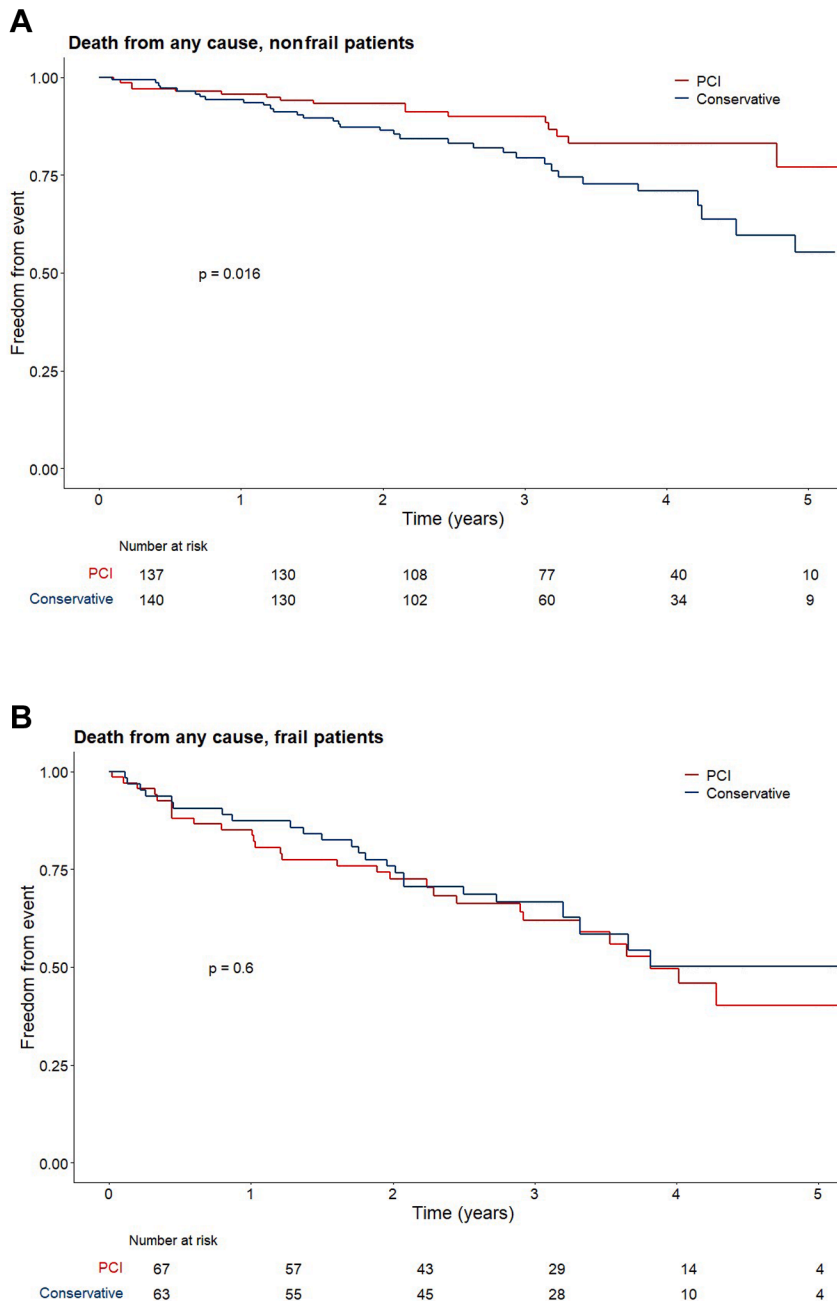 A
Death from any cause, nonfrail patients
PCI
Conservative
1.00
0.75
0.50
0.25
0.00
Freedom from event
p = 0.016
0 1 2 3 4 5
Time (years)
Number at risk
PCI 137 130 108 77 40 10
Conservative 140 130 102 60 34 9
B
Death from any cause, frail patients
PCI
Conservative
1.00
0.75
0.50
0.25
0.00
Freedom from event
p = 0.6
0 1 2 3 4 5
Time (years)
Number at risk
PCI 67 57 43 29 14 4
Conservative 63 55 45 28 10 4